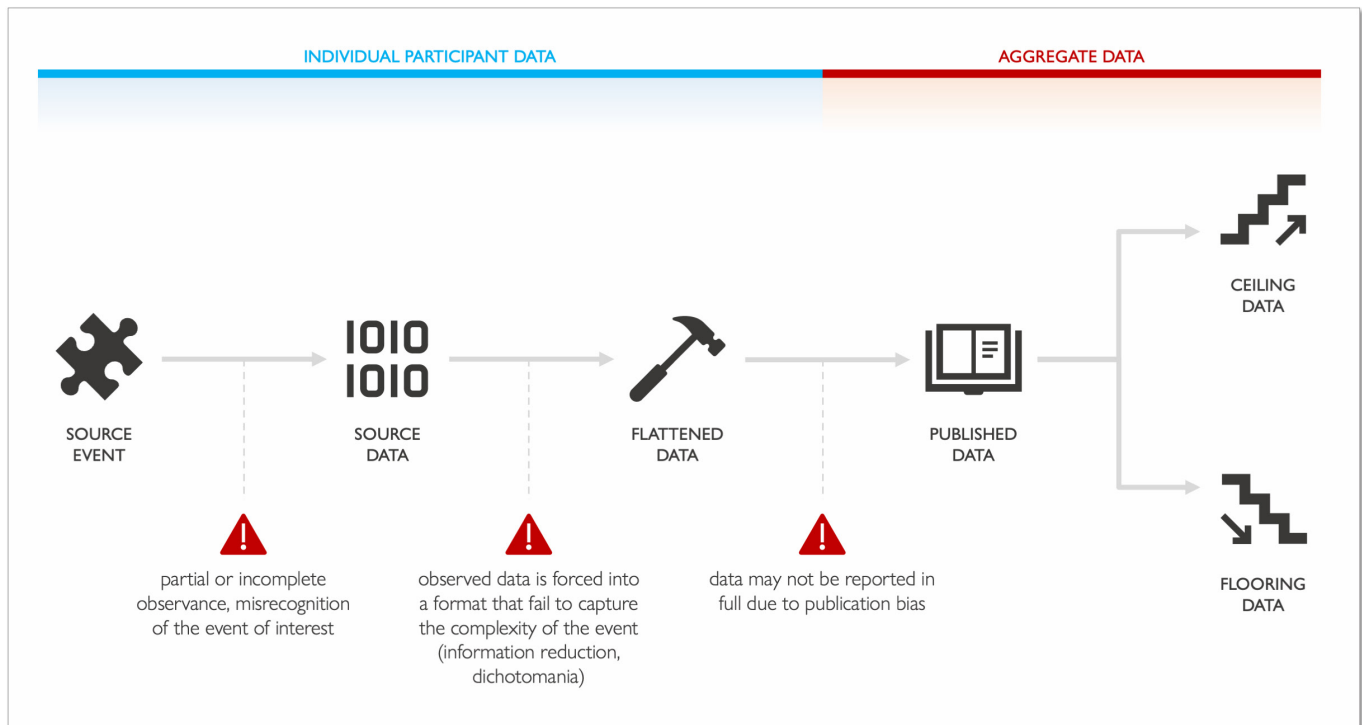 INDIVIDUAL PARTICIPANT DATA
AGGREGATE DATA
CEILING
DATA
1010
1010
SOURCE
EVENT
SOURCE
DATA
FLATTENED
DATA
PUBLISHED
DATA
partial or incomplete
observance, misrecognition
of the event of interest
observed data is forced into
a format that fail to capture
the complexity of the event
(information reduction,
dichotomania)
data may not be reported in
full due to publication bias
FLOORING
DATA